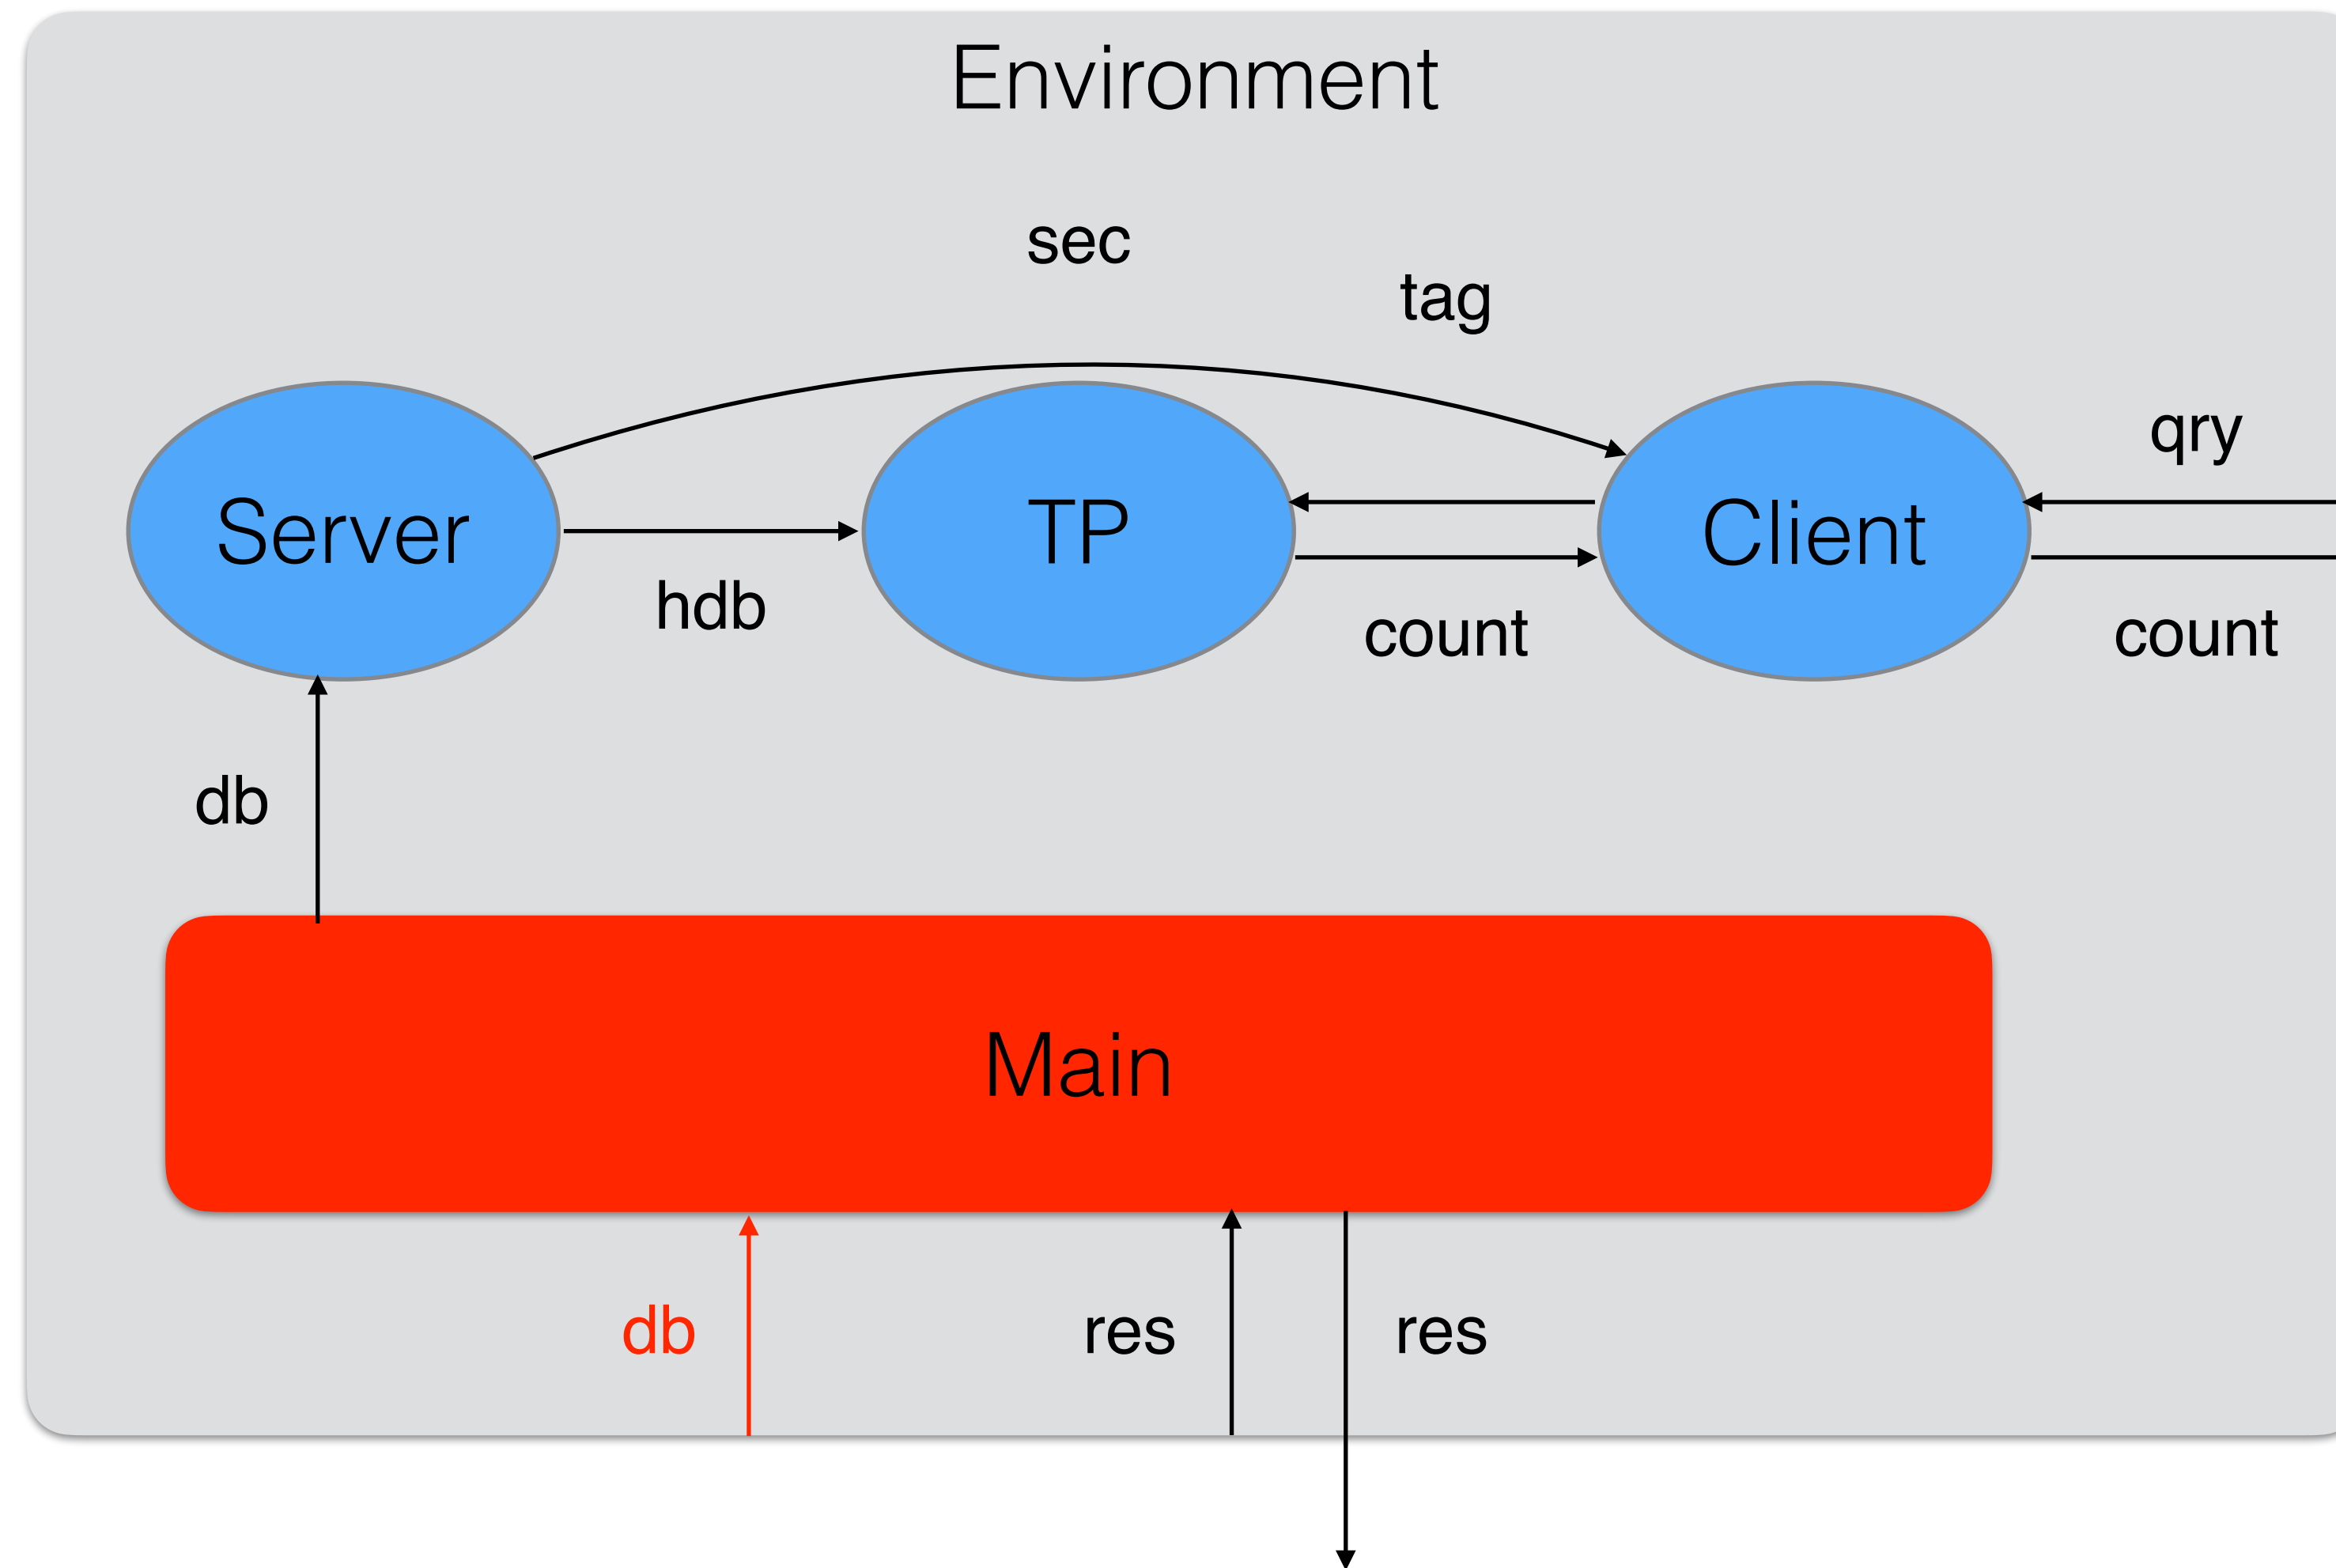 Environment
sec
tag
qry
Server
TP
Client
hdb
count
count
db
Main
db
res
res